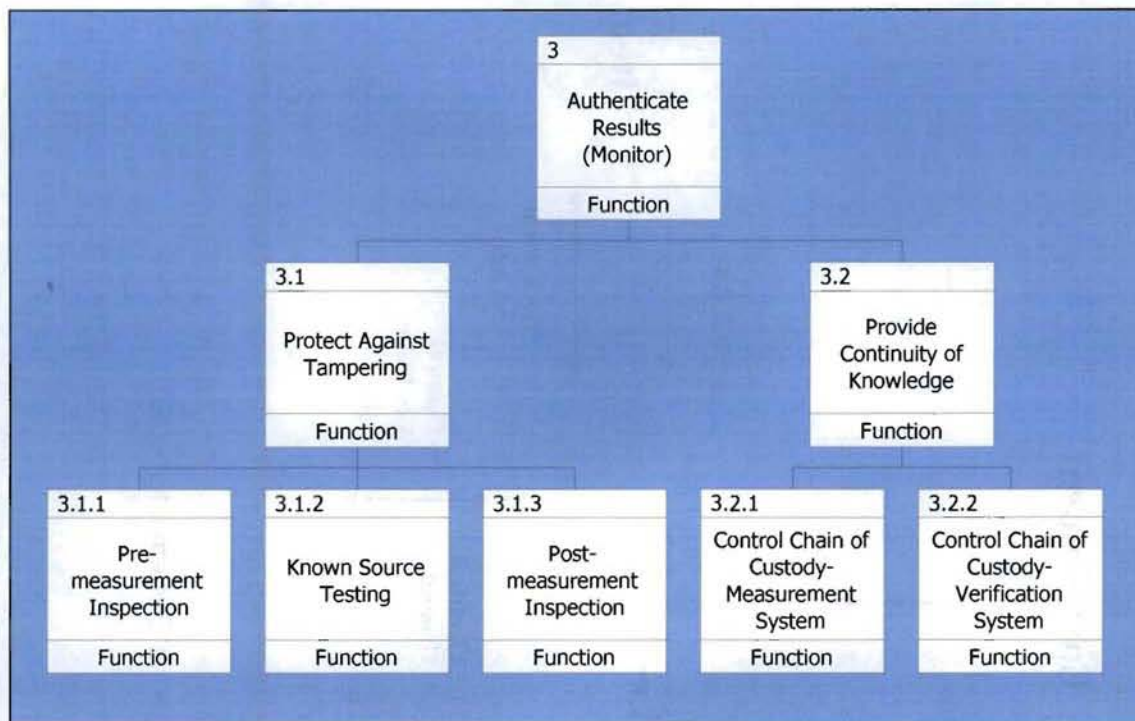 3
Authenticate
Results
(Monitor)
Function
3.1
Protect Against
Tampering
Function
3.2
Provide
Continuity of
Knowledge
Function
3.1.1
Pre-
measurement
Inspection
Function
3.1.2
Known Source
Testing
Function
3.1.3
Post-
measurement
Inspection
Function
3.2.1
Control Chain of
Custody-
Measurement
System
Function
3.2.2
Control Chain of
Custody-
Verification
System
Function